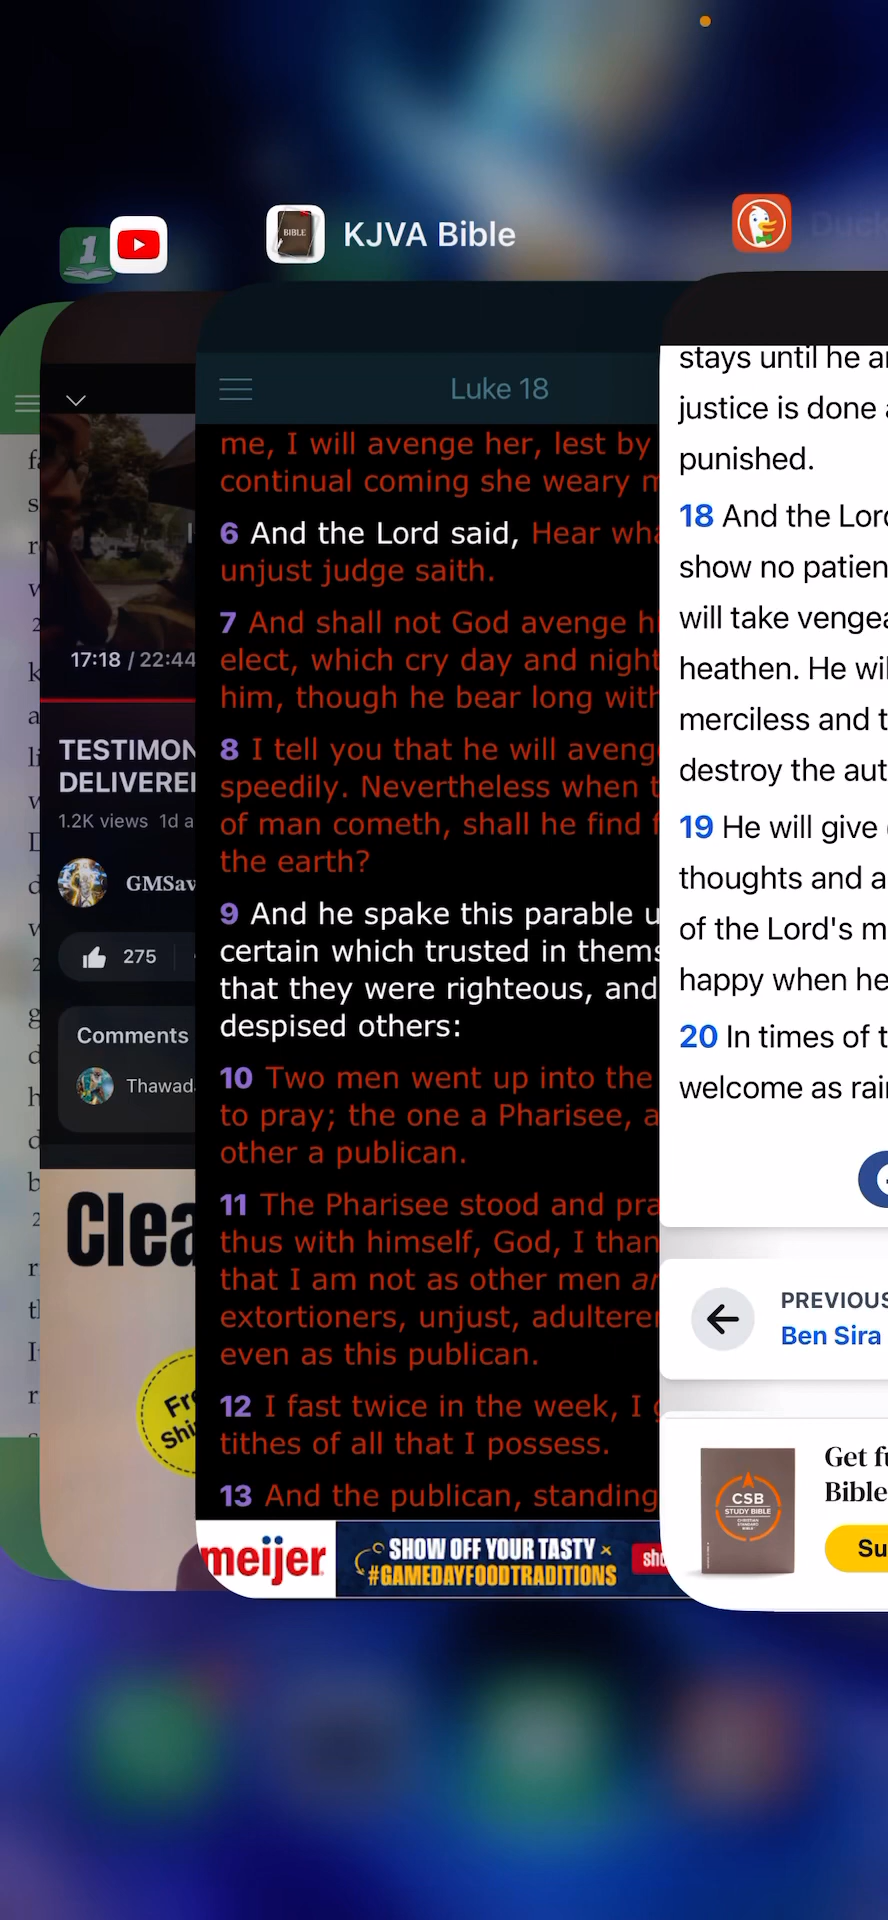 KJVA Bible
Duck
1
BIBLE
Luke 18
me, I will avenge her, lest by
continual coming she weary
6 And the Lord said, Hear
unjust judge saith.
7 And shall not God avenge
elect, which cry day and night
him, though he bear long with
8 I tell you that he will
speedily. Nevertheless when
of man cometh, shall he find
the earth?
9 And he spake this parable
certain which trusted in
that they were righteous, and
despised others:
10 Two men went up into the
to pray; the one a Pharisee,
other a publican.
11 The Pharisee stood and
thus with himself, God, I
that I am not as other men
extortioners, unjust,
even as this publican.
12 I fast twice in the week, I
tithes of all that I possess.
13 And the publican, standing
meijer
SHOW OFF YOUR TASTY
#GAMEDAYFOODTRADITIONS
17:18 / 22:44
TESTIMON
DELIVERE
1.2K views 1d a
GMSav
275
Comments
Thawad
Clea
Fre
Shi
stays until he
justice is done
punished.
18 And the Lord
show no patien
will take vengea
heathen. He wil
merciless and t
destroy the aut
19 He will give
thoughts and a
of the Lord's m
happy when he
20 In times of t
welcome as rai
PREVIOUS
Ben Sira
CSB
STUDY BIBLE
Get fu
Bible
Su